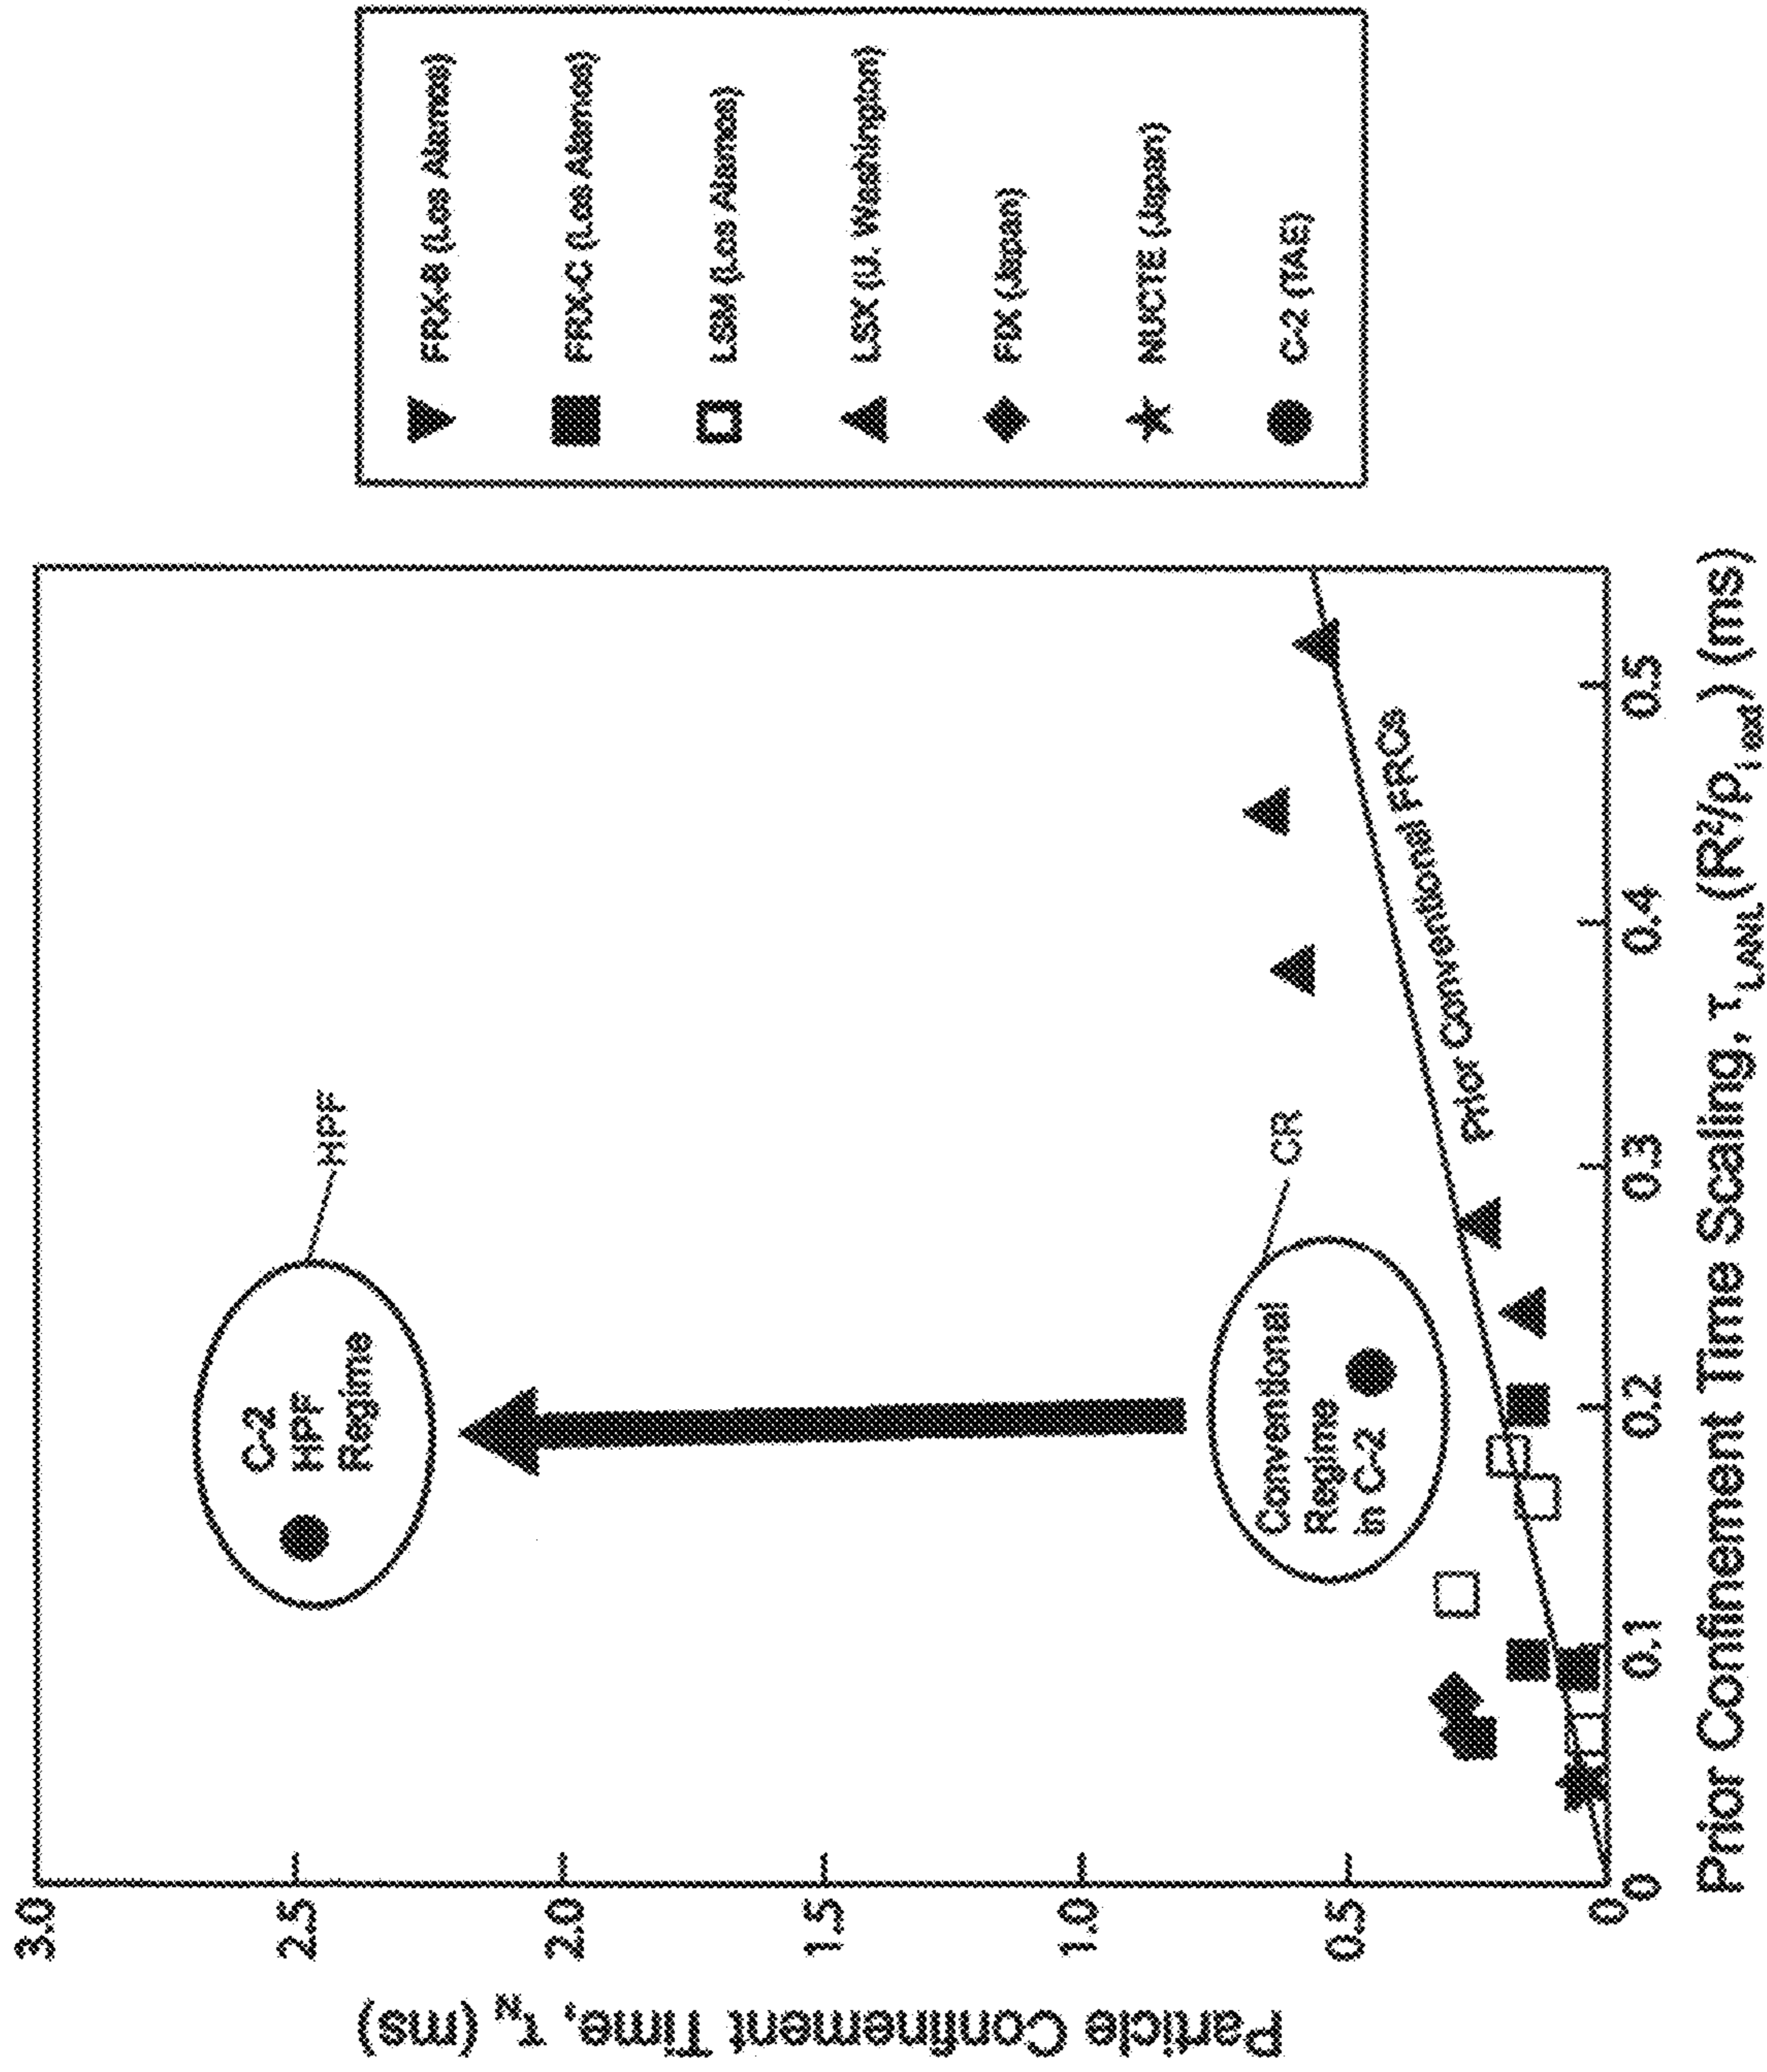 Particle Confinement Time, τN (ms)
3.0
2.5
2.0
1.5
1.0
0.5
0
C-2
HPF
Regime
HPF
Conventional
Regime
in C-2
CR
Prior Conventional FRCs
0
0.1
0.2
0.3
0.4
0.5
Prior Confinement Time Scaling, τLANL (R²/ρi ext) (ms)
FRX-B (Los Alamos)
FRX-C (Los Alamos)
LSM (Los Alamos)
LSX (U. Washington)
FIX (Japan)
NUCTE (Japan)
C-2 (TAE)